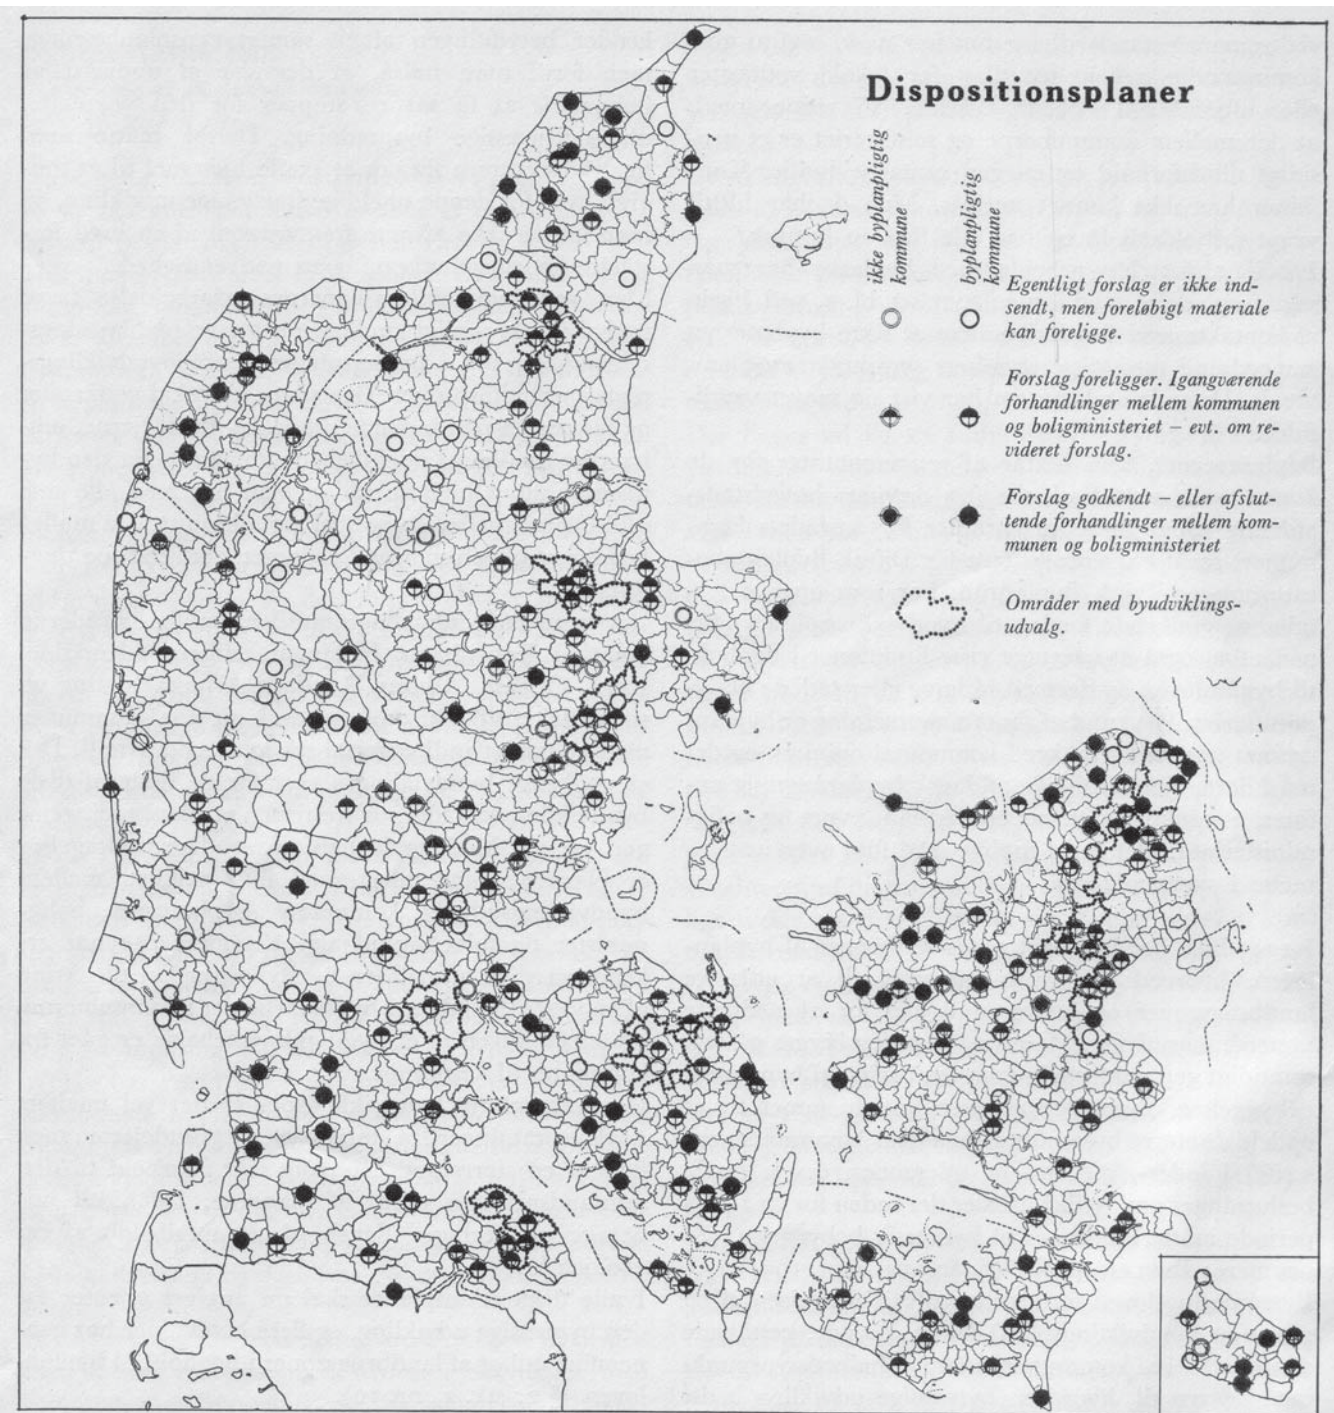 Dispositionsplaner
ikke byplanpligtig
kommune
byplanpligtig
kommune
Egentligt forslag er ikke ind-
sendt, men foreløbigt materiale
kan foreligge.
Forslag foreligger. Igangværende
forhandlinger mellem kommunen
og boligministeriet – evt. om re-
videret forslag.
Forslag godkendt – eller afslut-
tende forhandlinger mellem kom-
munen og boligministeriet
Områder med byudviklings-
udvalg.